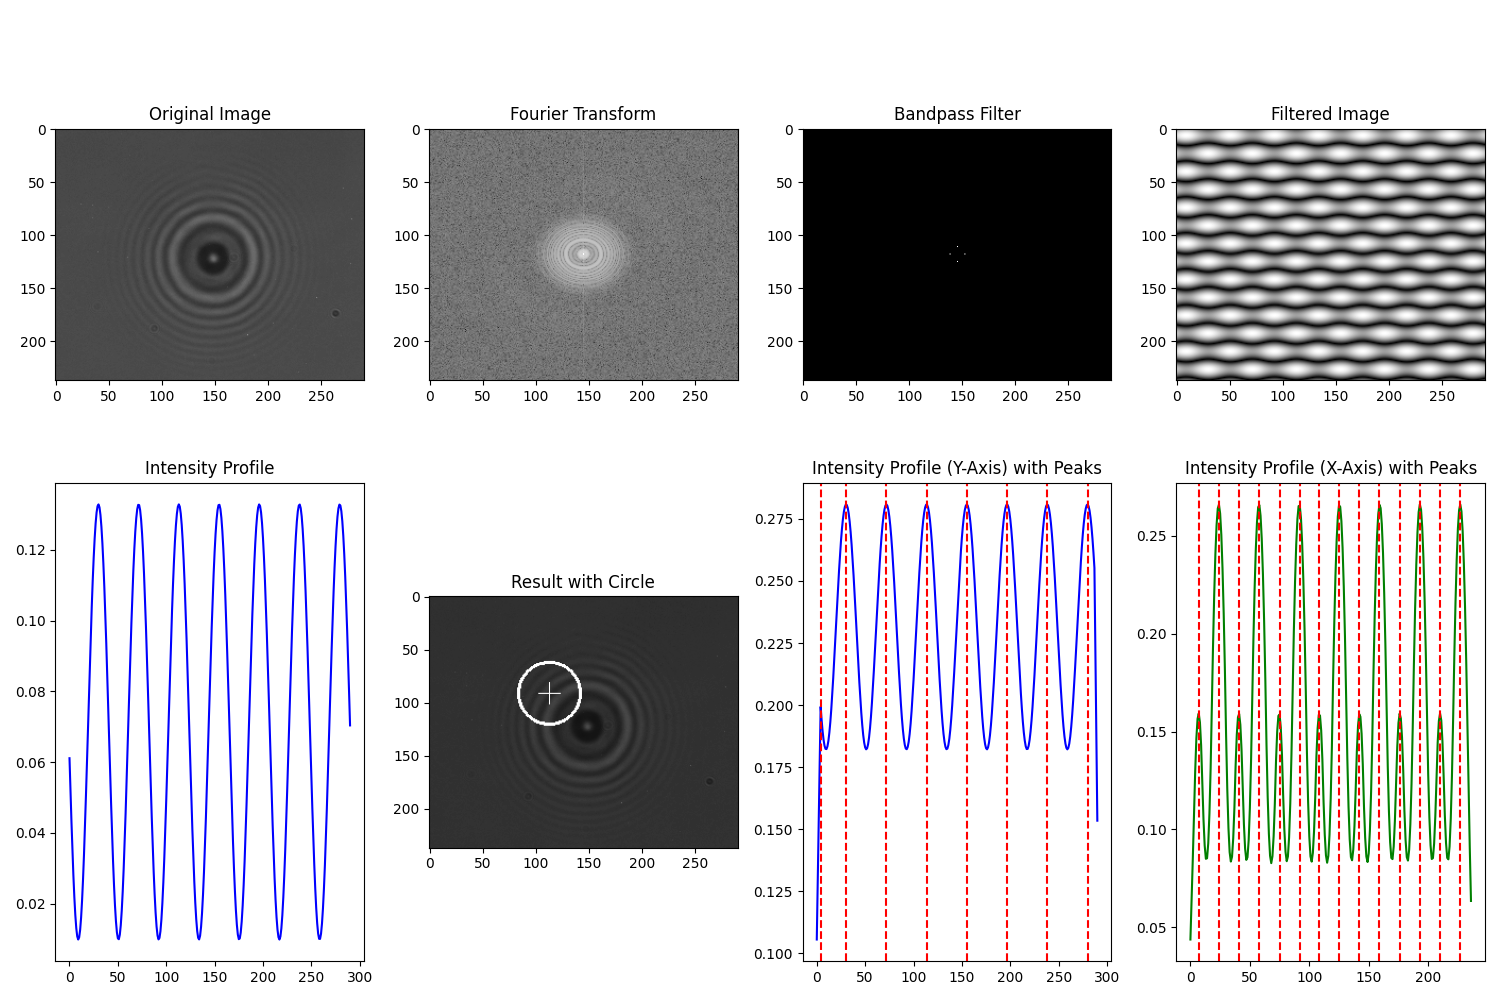 Original Image
0
50
100
150
200
0 50 100 150 200 250
Fourier Transform
0
50
100
150
200
0 50 100 150 200 250
Bandpass Filter
0
50
100
150
200
0 50 100 150 200 250
Filtered Image
0
50
100
150
200
0 50 100 150 200 250
Intensity Profile
0.12
0.10
0.08
0.06
0.04
0.02
0 50 100 150 200 250 300
Result with Circle
0
50
100
150
200
0 50 100 150 200 250
Intensity Profile (Y-Axis) with Peaks
0.275
0.250
0.225
0.200
0.175
0.150
0.125
0.100
0 50 100 150 200 250 300
Intensity Profile (X-Axis) with Peaks
0.25
0.20
0.15
0.10
0.05
0 50 100 150 200